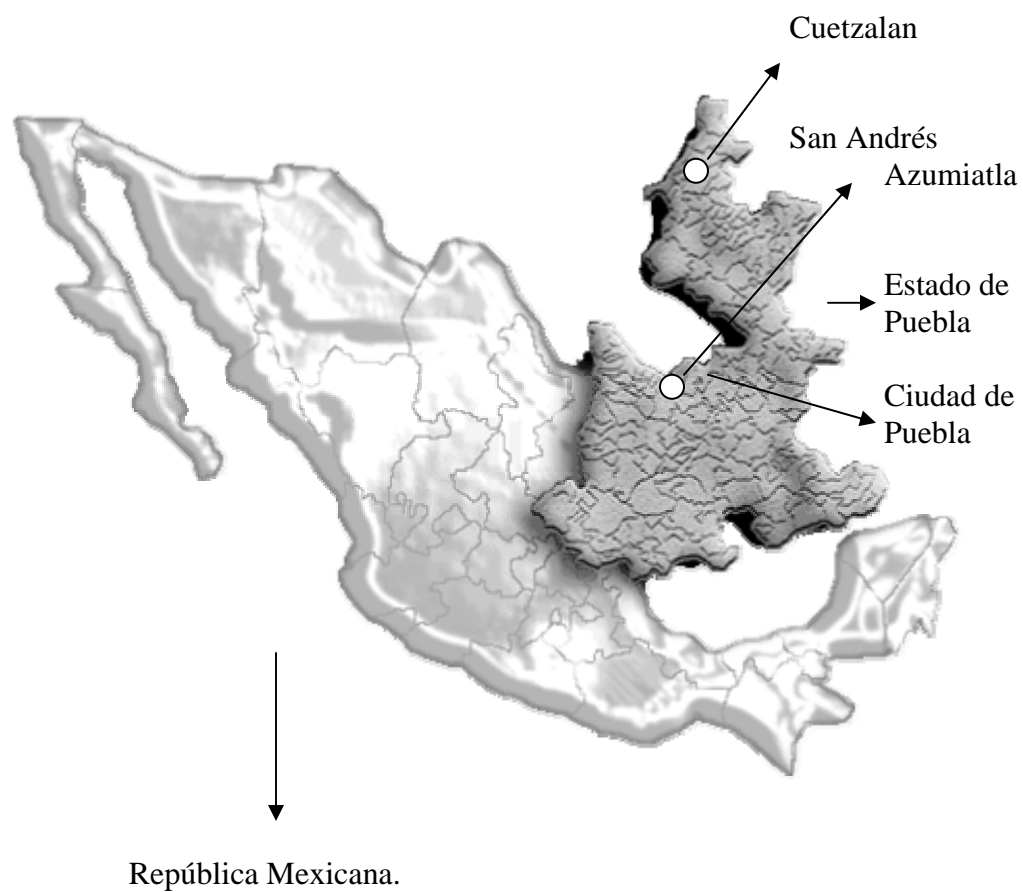 Cuetzalan
San Andrés
Azumiatla
Estado de
Puebla
Ciudad de
Puebla
República Mexicana.